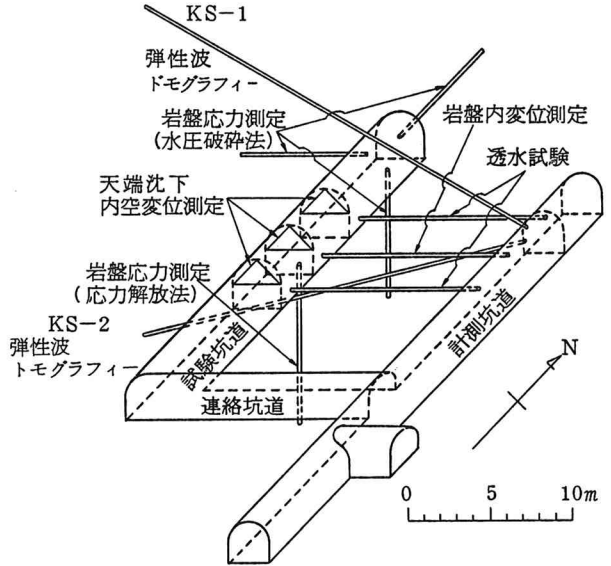 KS-1
弾性波
トモグラフィー
岩盤応力測定
(水圧破砕法)
岩盤内変位測定
透水試験
天端沈下
内空変位測定
岩盤応力測定
(応力解放法)
KS-2
弾性波
トモグラフィー
試験坑道
計測坑道
連絡坑道
N
0 5 10m